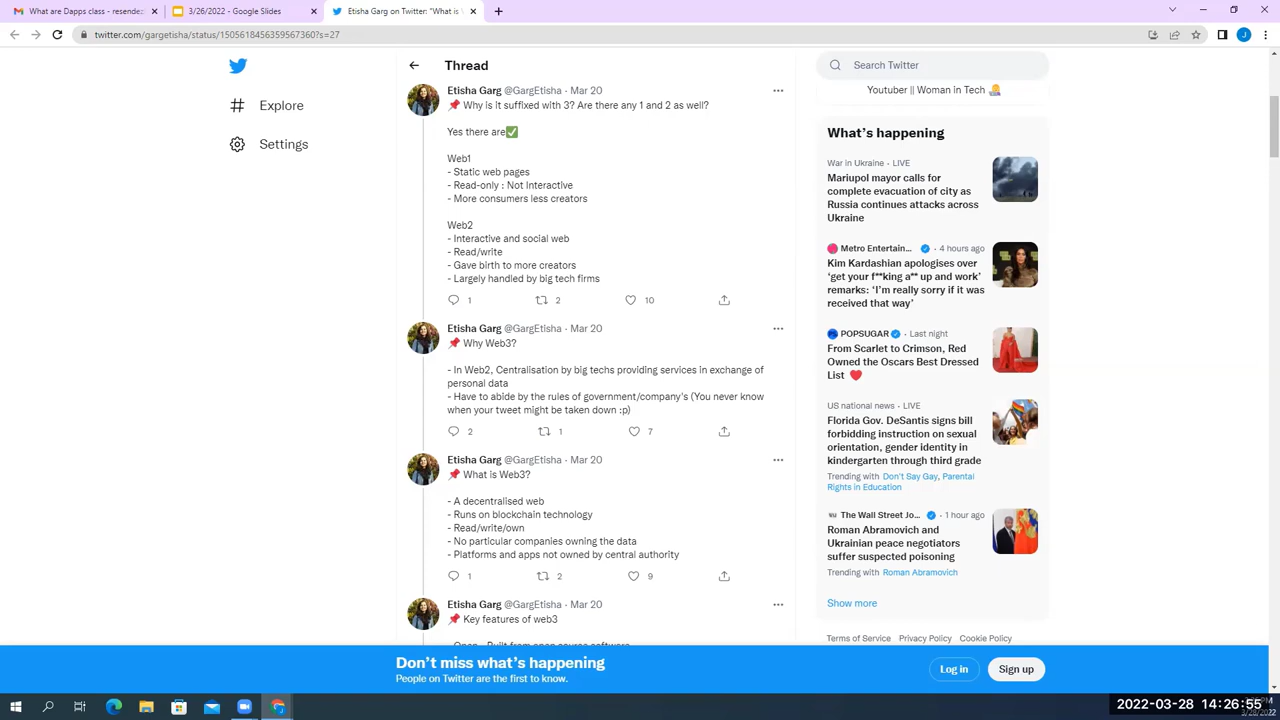 What are Dapps class - resende
3/26/2022 - Google Slides
Etisha Garg on Twitter: "What is
twitter.com/gargetisha/status/1505618456359567360?s=27
J
Explore
Settings
Thread
Etisha Garg @GargEtisha · Mar 20
📌 Why is it suffixed with 3? Are there any 1 and 2 as well?
Yes there are✅
Web1
- Static web pages
- Read-only : Not Interactive
- More consumers less creators
Web2
- Interactive and social web
- Read/write
- Gave birth to more creators
- Largely handled by big tech firms
1 2 10
Etisha Garg @GargEtisha · Mar 20
📌 Why Web3?
- In Web2, Centralisation by big techs providing services in exchange of
personal data
- Have to abide by the rules of government/company's (You never know
when your tweet might be taken down :p)
2 1 7
Etisha Garg @GargEtisha · Mar 20
📌 What is Web3?
- A decentralised web
- Runs on blockchain technology
- Read/write/own
- No particular companies owning the data
- Platforms and apps not owned by central authority
1 2 9
Etisha Garg @GargEtisha · Mar 20
📌 Key features of web3
- Open - Built from open source software
Search Twitter
Youtuber || Woman in Tech 👩
What's happening
War in Ukraine · LIVE
Mariupol mayor calls for
complete evacuation of city as
Russia continues attacks across
Ukraine
Metro Entertain... · 4 hours ago
Kim Kardashian apologises over
'get your f**king a** up and work'
remarks: 'I'm really sorry if it was
received that way'
POPSUGAR · Last night
From Scarlet to Crimson, Red
Owned the Oscars Best Dressed
List ❤️
US national news · LIVE
Florida Gov. DeSantis signs bill
forbidding instruction on sexual
orientation, gender identity in
kindergarten through third grade
Trending with Don't Say Gay, Parental
Rights in Education
The Wall Street Jo... · 1 hour ago
Roman Abramovich and
Ukrainian peace negotiators
suffer suspected poisoning
Trending with Roman Abramovich
Show more
Terms of Service Privacy Policy Cookie Policy
Don't miss what's happening
People on Twitter are the first to know.
Log in
Sign up
2022-03-28 14:26:55
3/28/2022